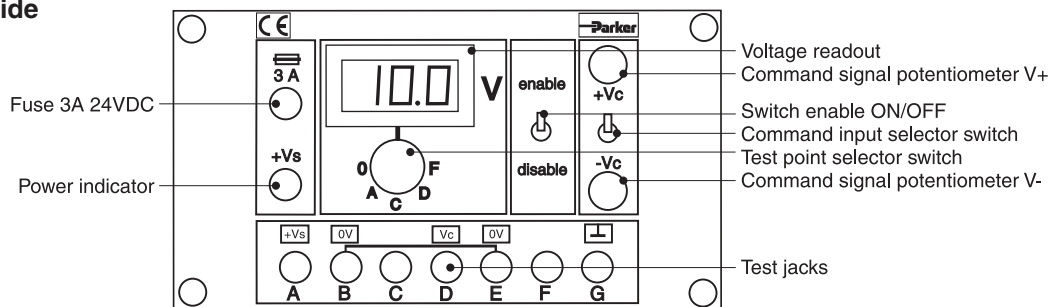 ide
CE
Parker
3 A
10.0
V
enable
+Vc
+Vs
O
F
A
C
D
disable
-Vc
+Vs
0V
Vc
0V
A
B
C
D
E
F
G
Fuse 3A 24VDC
Power indicator
Voltage readout
Command signal potentiometer V+
Switch enable ON/OFF
Command input selector switch
Test point selector switch
Command signal potentiometer V-
Test jacks